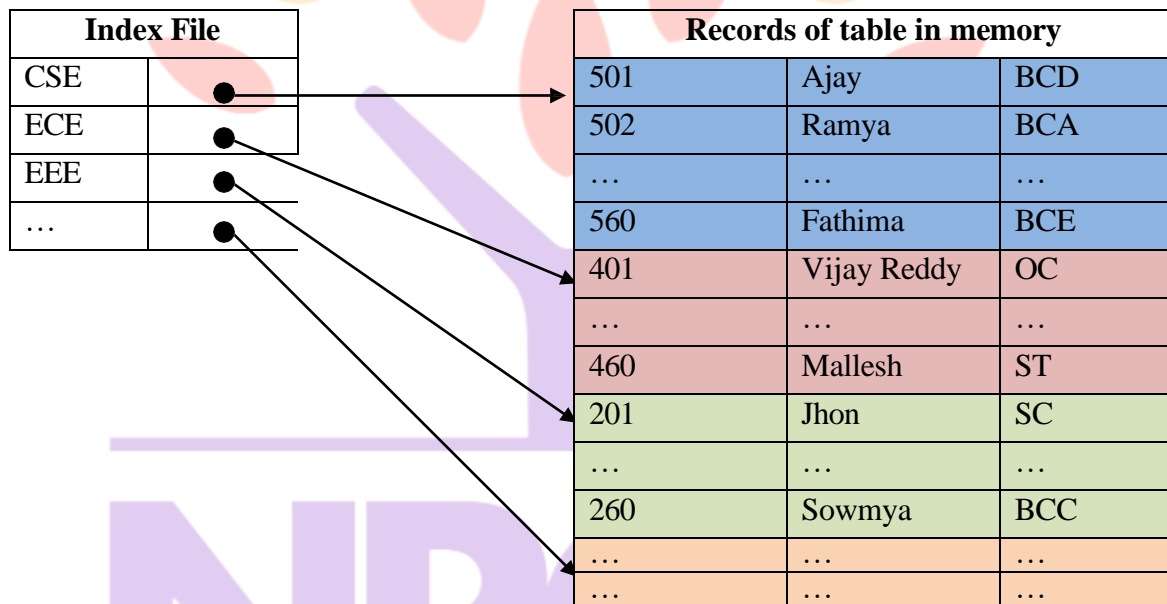 Index File
CSE
ECE
EEE
…
Records of table in memory
501 Ajay BCD
502 Ramya BCA
… … …
560 Fathima BCE
401 Vijay Reddy OC
… … …
460 Mallesh ST
201 Jhon SC
… … …
260 Sowmya BCC
… … …
… … …